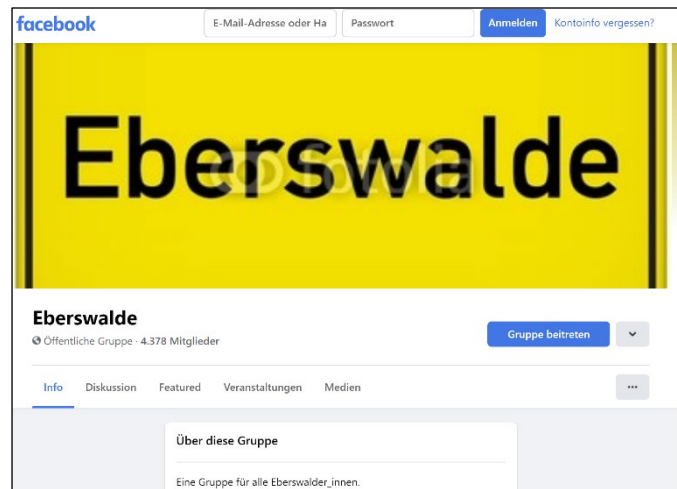 facebook
E-Mail-Adresse oder Ha
Passwort
Anmelden
Kontoinfo vergessen?
Eberswalde
fotolia
Eberswalde
Öffentliche Gruppe · 4.378 Mitglieder
Gruppe beitreten
Info
Diskussion
Featured
Veranstaltungen
Medien
Über diese Gruppe
Eine Gruppe für alle Eberswalder_innen.